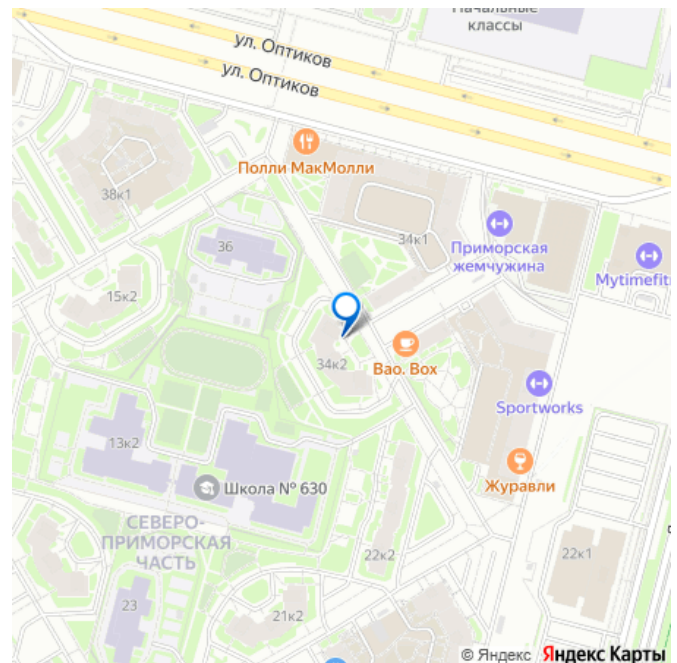 Начальные
классы
ул. Оптиков
ул. Оптиков
Полли МакМолли
38к1
34к1
36
Приморская
жемчужина
Mytimefit
15к2
34к2
Bao. Box
Sportworks
13к2
Школа № 630
Журавли
СЕВЕРО-
ПРИМОРСКАЯ
ЧАСТЬ
22к2
22к1
23
21к2
© Яндекс Яндекс Карты